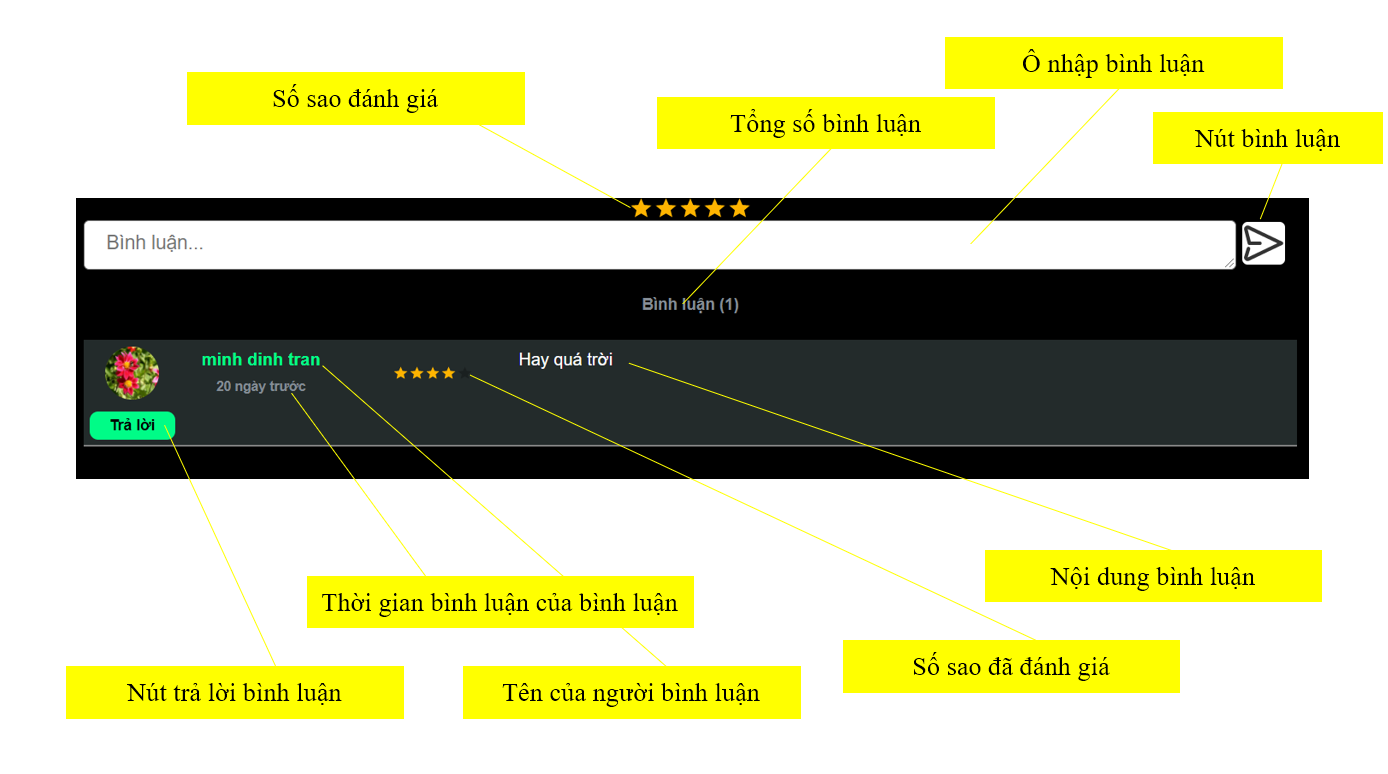 Ô nhập bình luận
Số sao đánh giá
Tổng số bình luận
Nút bình luận
Bình luận...
Bình luận (1)
minh dinh tran
Hay quá trời
20 ngày trước
Trả lời
Nội dung bình luận
Thời gian bình luận của bình luận
Số sao đã đánh giá
Nút trả lời bình luận
Tên của người bình luận